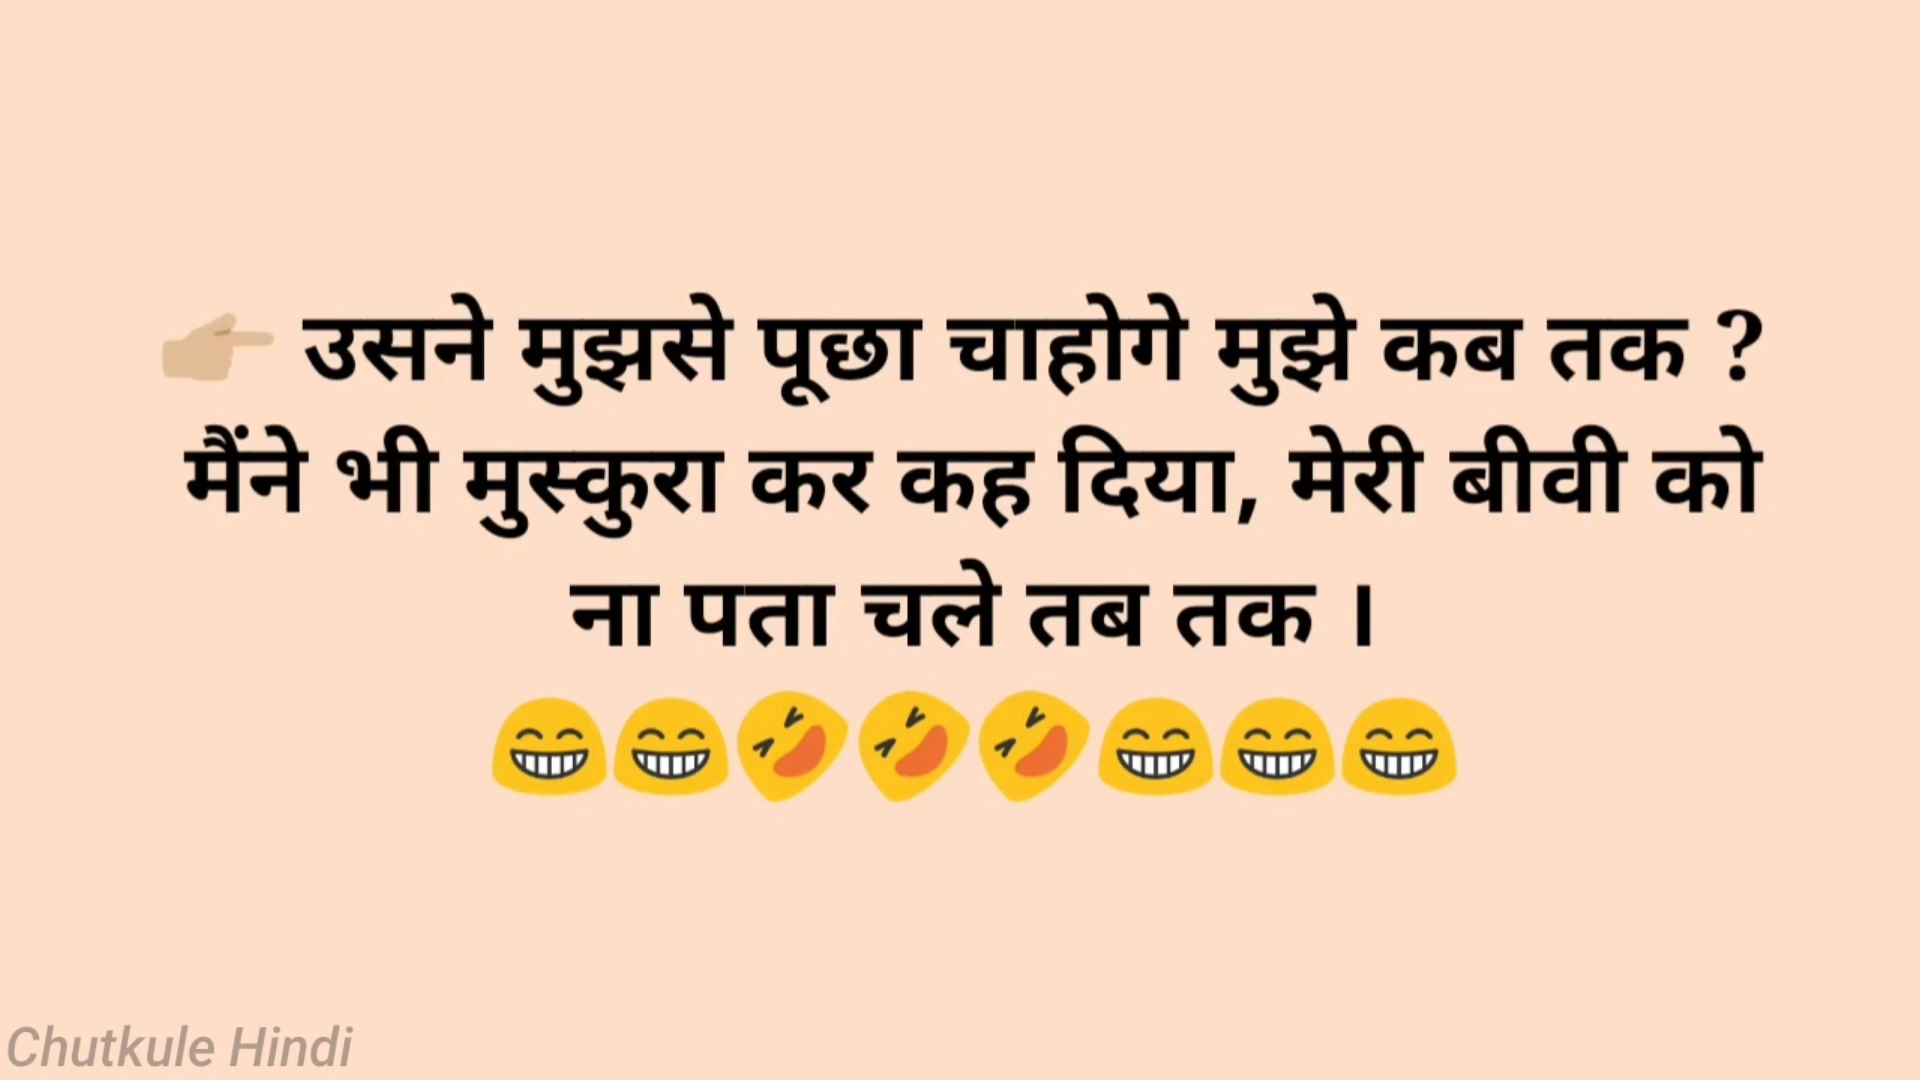 👉🏼 उसने मुझसे पूछा चाहोगे मुझे कब तक ?
मैंने भी मुस्कुरा कर कह दिया, मेरी बीवी को
ना पता चले तब तक ।
😁😁🤣🤣🤣😁😁😁
Chutkule Hindi